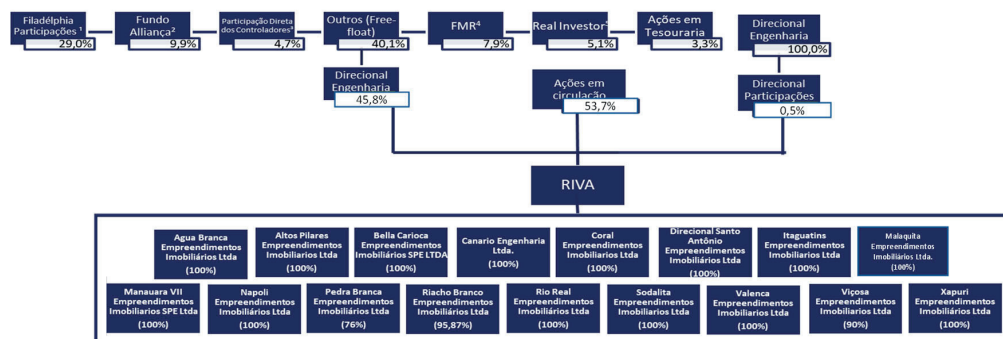 Filadélphia
Participações ¹
29,0%
Fundo
Alliança²
9,9%
Participação Direta
dos Controladores³
4,7%
Outros (Free-
float)
40,1%
FMR⁴
7,9%
Real Investor⁵
5,1%
Ações em
Tesouraria
3,3%
Direcional
Engenharia
100,0%
Direcional
Engenharia
45,8%
Ações em
circulação
53,7%
Direcional
Participações
0,5%
RIVA
Agua Branca
Empreendimentos
Imobiliários Ltda
(100%)
Altos Pilares
Empreendimentos
Imobiliarios Ltda
(100%)
Bella Carioca
Empreendimentos
Imobiliários SPE LTDA
(100%)
Canario Engenharia
Ltda.
(100%)
Coral
Empreendimentos
Imobiliarios Ltda
(100%)
Direcional Santo
Antônio
Empreendimentos
Imobiliários Ltda
(100%)
Itaguatins
Empreendimentos
Imobiliários Ltda
(100%)
Malaquita
Empreendimentos
Imobiliários Ltda.
(100%)
Manauara VII
Empreendimentos
Imobiliarios SPE Ltda
(100%)
Napoli
Empreendimentos
Imobiliários Ltda
(100%)
Pedra Branca
Empreendimentos
Imobiliarios Ltda
(76%)
Riacho Branco
Empreendimentos
Imobiliários Ltda
(95,87%)
Rio Real
Empreendimentos
Imobiliários Ltda
(100%)
Sodalita
Empreendimentos
Imobiliários Ltda
(100%)
Valenca
Empreendimentos
Imobiliários Ltda
(100%)
Viçosa
Empreendimentos
Imobiliários Ltda
(90%)
Xapuri
Empreendimentos
Imobiliários Ltda
(100%)